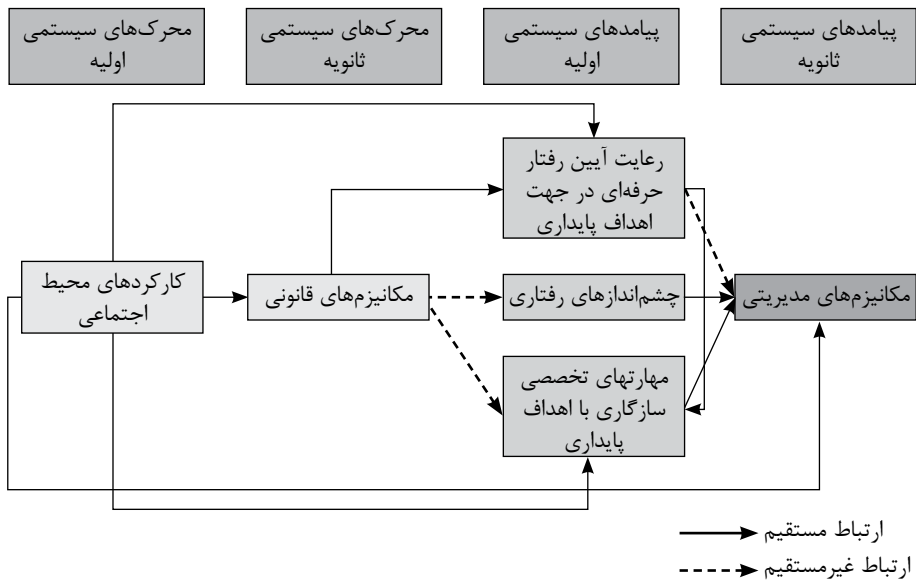 محرک‌های سیستمی
اولیه
محرک‌های سیستمی
ثانویه
پیامدهای سیستمی
اولیه
پیامدهای سیستمی
ثانویه
رعایت آیین رفتار
حرفه‌ای در جهت
اهداف پایداری
کارکردهای محیط
اجتماعی
مکانیزم‌های قانونی
چشم‌اندازهای رفتاری
مکانیزم‌های مدیریتی
مهارتهای تخصصی
سازگاری با اهداف
پایداری
ارتباط مستقیم
ارتباط غیرمستقیم